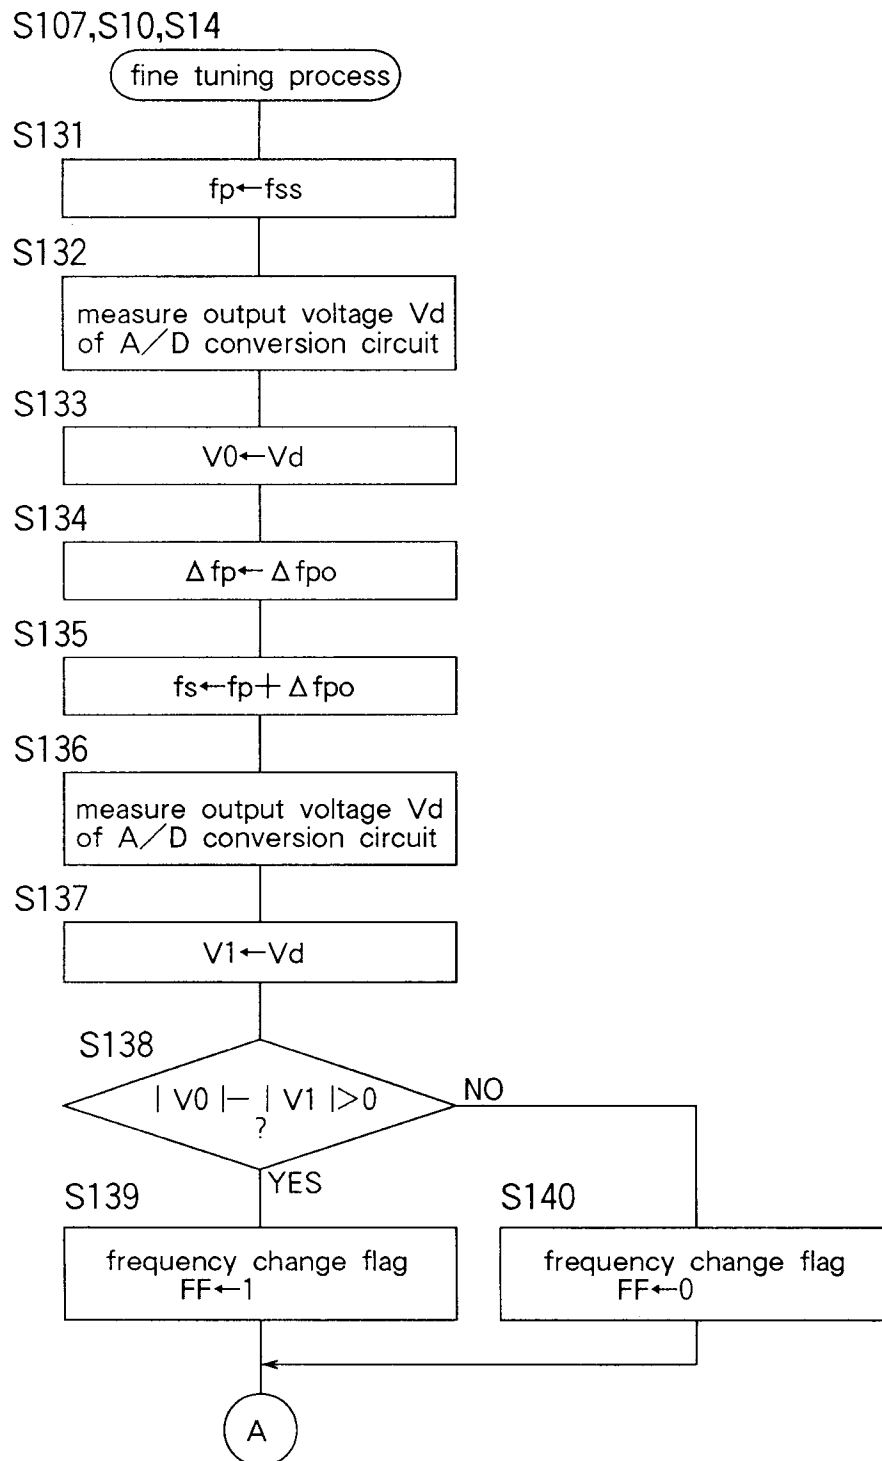 S107,S10,S14
fine tuning process
S131
fp←fss
S132
measure output voltage Vd
of A／D conversion circuit
S133
V0←Vd
S134
Δfp←Δfpo
S135
fs←fp+Δfpo
S136
measure output voltage Vd
of A／D conversion circuit
S137
V1←Vd
S138
|V0|−|V1|>0
?
NO
YES
S139
frequency change flag
FF←1
S140
frequency change flag
FF←0
A